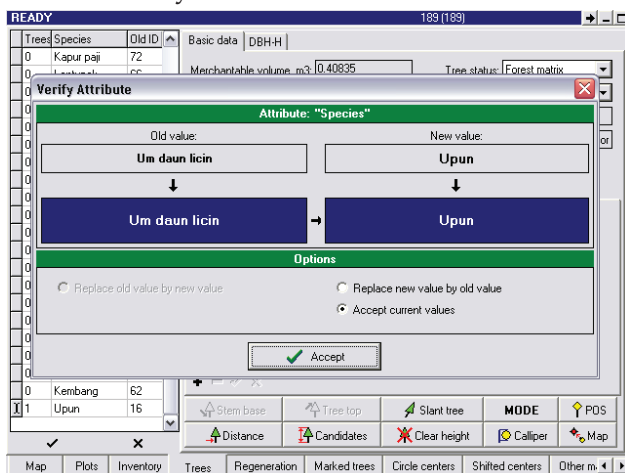 READY 189 (189)
Trees Species Old ID
Basic data DBH-H
0 Kapur paji 72
Merchantable volume, m3: 0.40835 Tree status: Forest matrix
0
Verify Attribute
Attribute: "Species"
Old value: New value:
Um daun licin Upun
Um daun licin Upun
Options
Replace old value by new value Replace new value by old value
Accept current values
Accept
0 Kembang 62
1 Upun 16
Stem base Tree top Slant tree MODE POS
Distance Candidates Clear height Calliper Map
Map Plots Inventory Trees Regeneration Marked trees Circle centers Shifted centers Other m